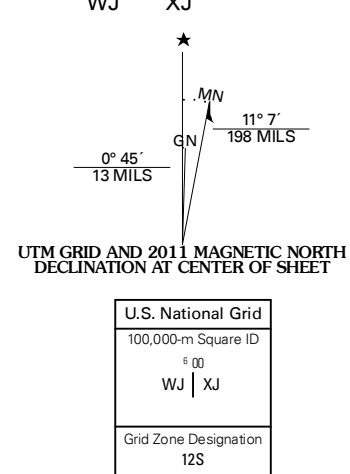 WJ XJ
★
MN
GN
11° 7´
198 MILS
0° 45´
13 MILS
UTM GRID AND 2011 MAGNETIC NORTH
DECLINATION AT CENTER OF SHEET
U.S. National Grid
100,000-m Square ID
6 00
WJ | XJ
Grid Zone Designation
12S